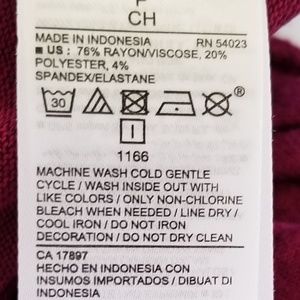 P
CH
MADE IN INDONESIA RN 54023
■ US : 76% RAYON/VISCOSE, 20%
POLYESTER, 4%
SPANDEX/ELASTANE
30 ®
I
1166
MACHINE WASH COLD GENTLE
CYCLE / WASH INSIDE OUT WITH
LIKE COLORS / ONLY NON-CHLORINE
BLEACH WHEN NEEDED / LINE DRY /
COOL IRON / DO NOT IRON
DECORATION / DO NOT DRY CLEAN
CA 17897
HECHO EN INDONESIA CON
INSUMOS IMPORTADOS / DIBUAT DI
INDONESIA